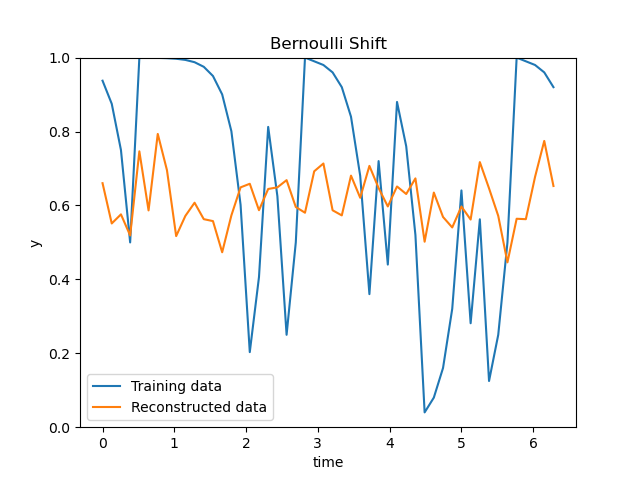 Bernoulli Shift
1.0
0.8
0.6
0.4
0.2
0.0
y
Training data
Reconstructed data
0 1 2 3 4 5 6
time